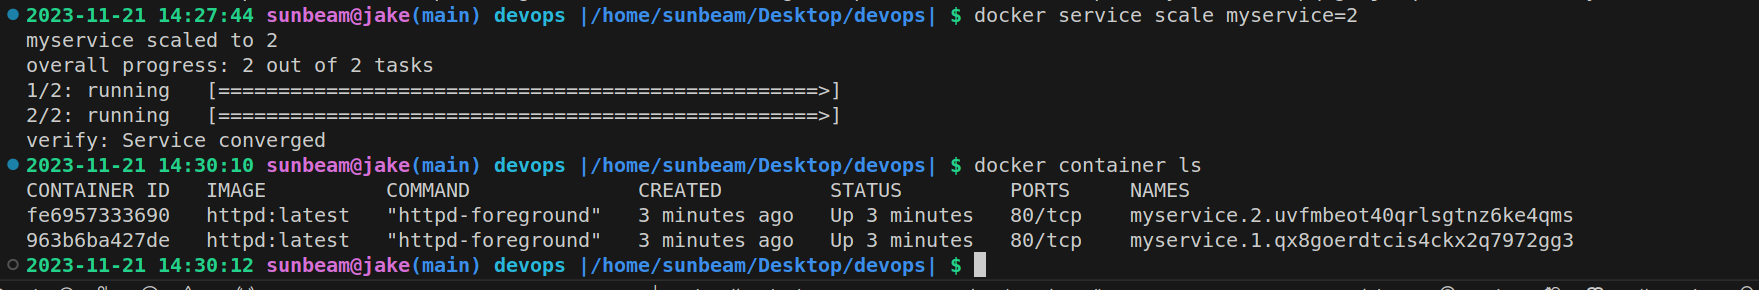 2023-11-21 14:27:44 sunbeam@jake(main) devops |/home/sunbeam/Desktop/devops| $ docker service scale myservice=2
myservice scaled to 2
overall progress: 2 out of 2 tasks
1/2: running   [==================================================>]
2/2: running   [==================================================>]
verify: Service converged
2023-11-21 14:30:10 sunbeam@jake(main) devops |/home/sunbeam/Desktop/devops| $ docker container ls
CONTAINER ID   IMAGE          COMMAND              CREATED         STATUS         PORTS     NAMES
fe6957333690   httpd:latest   "httpd-foreground"   3 minutes ago   Up 3 minutes   80/tcp    myservice.2.uvfmbeot40qrlsgtnz6ke4qms
963b6ba427de   httpd:latest   "httpd-foreground"   3 minutes ago   Up 3 minutes   80/tcp    myservice.1.qx8goerdtcis4ckx2q7972gg3
2023-11-21 14:30:12 sunbeam@jake(main) devops |/home/sunbeam/Desktop/devops| $